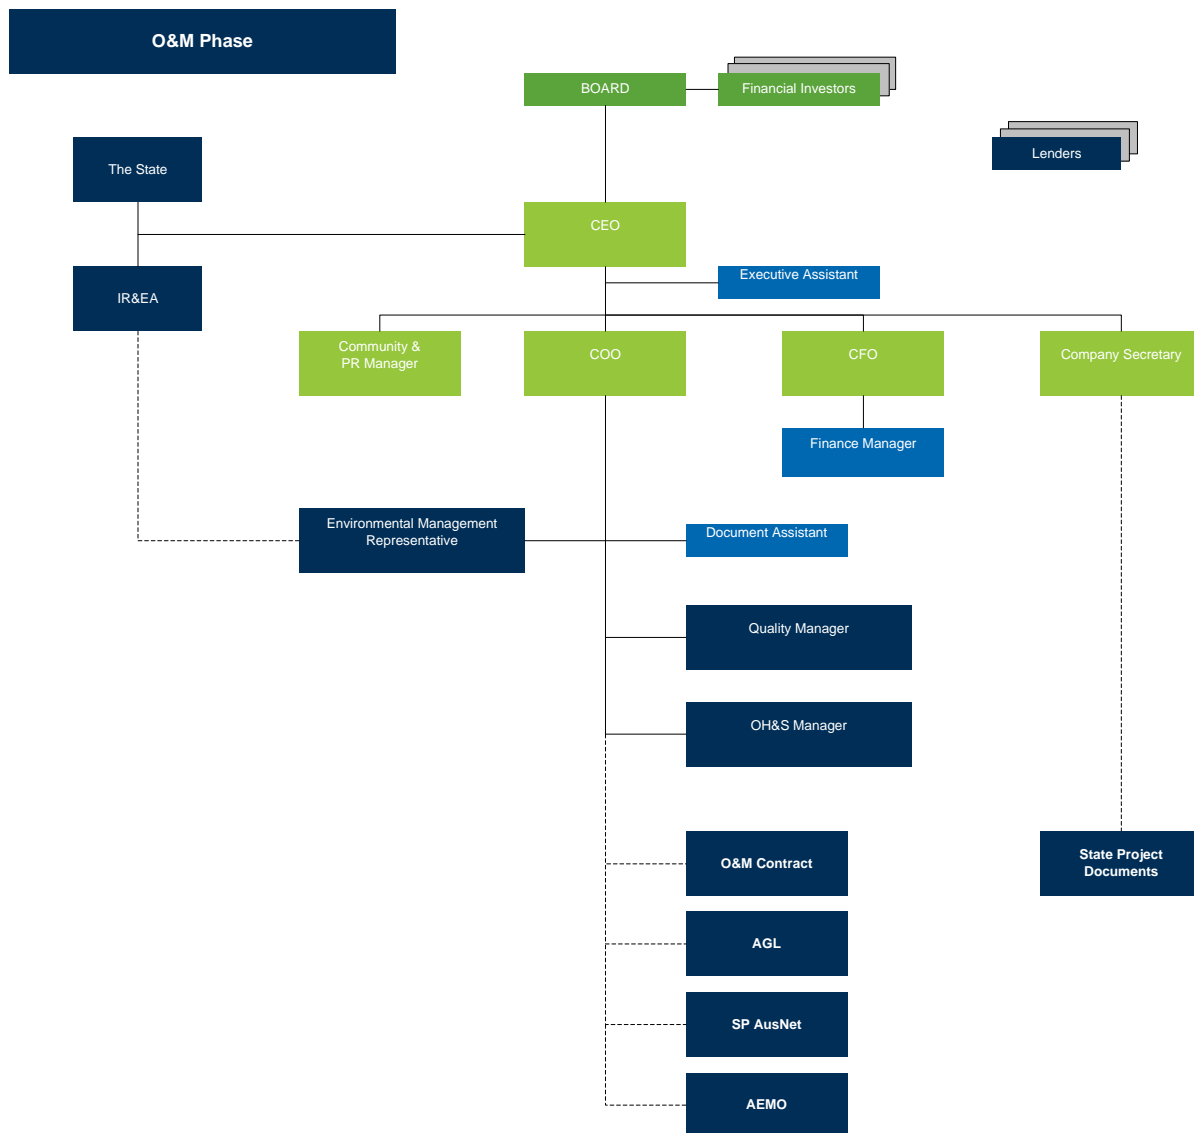 O&M Phase
BOARD
Financial Investors
Lenders
The State
CEO
IR&EA
Executive Assistant
Community &
PR Manager
COO
CFO
Company Secretary
Finance Manager
Environmental Management
Representative
Document Assistant
Quality Manager
OH&S Manager
O&M Contract
State Project
Documents
AGL
SP AusNet
AEMO